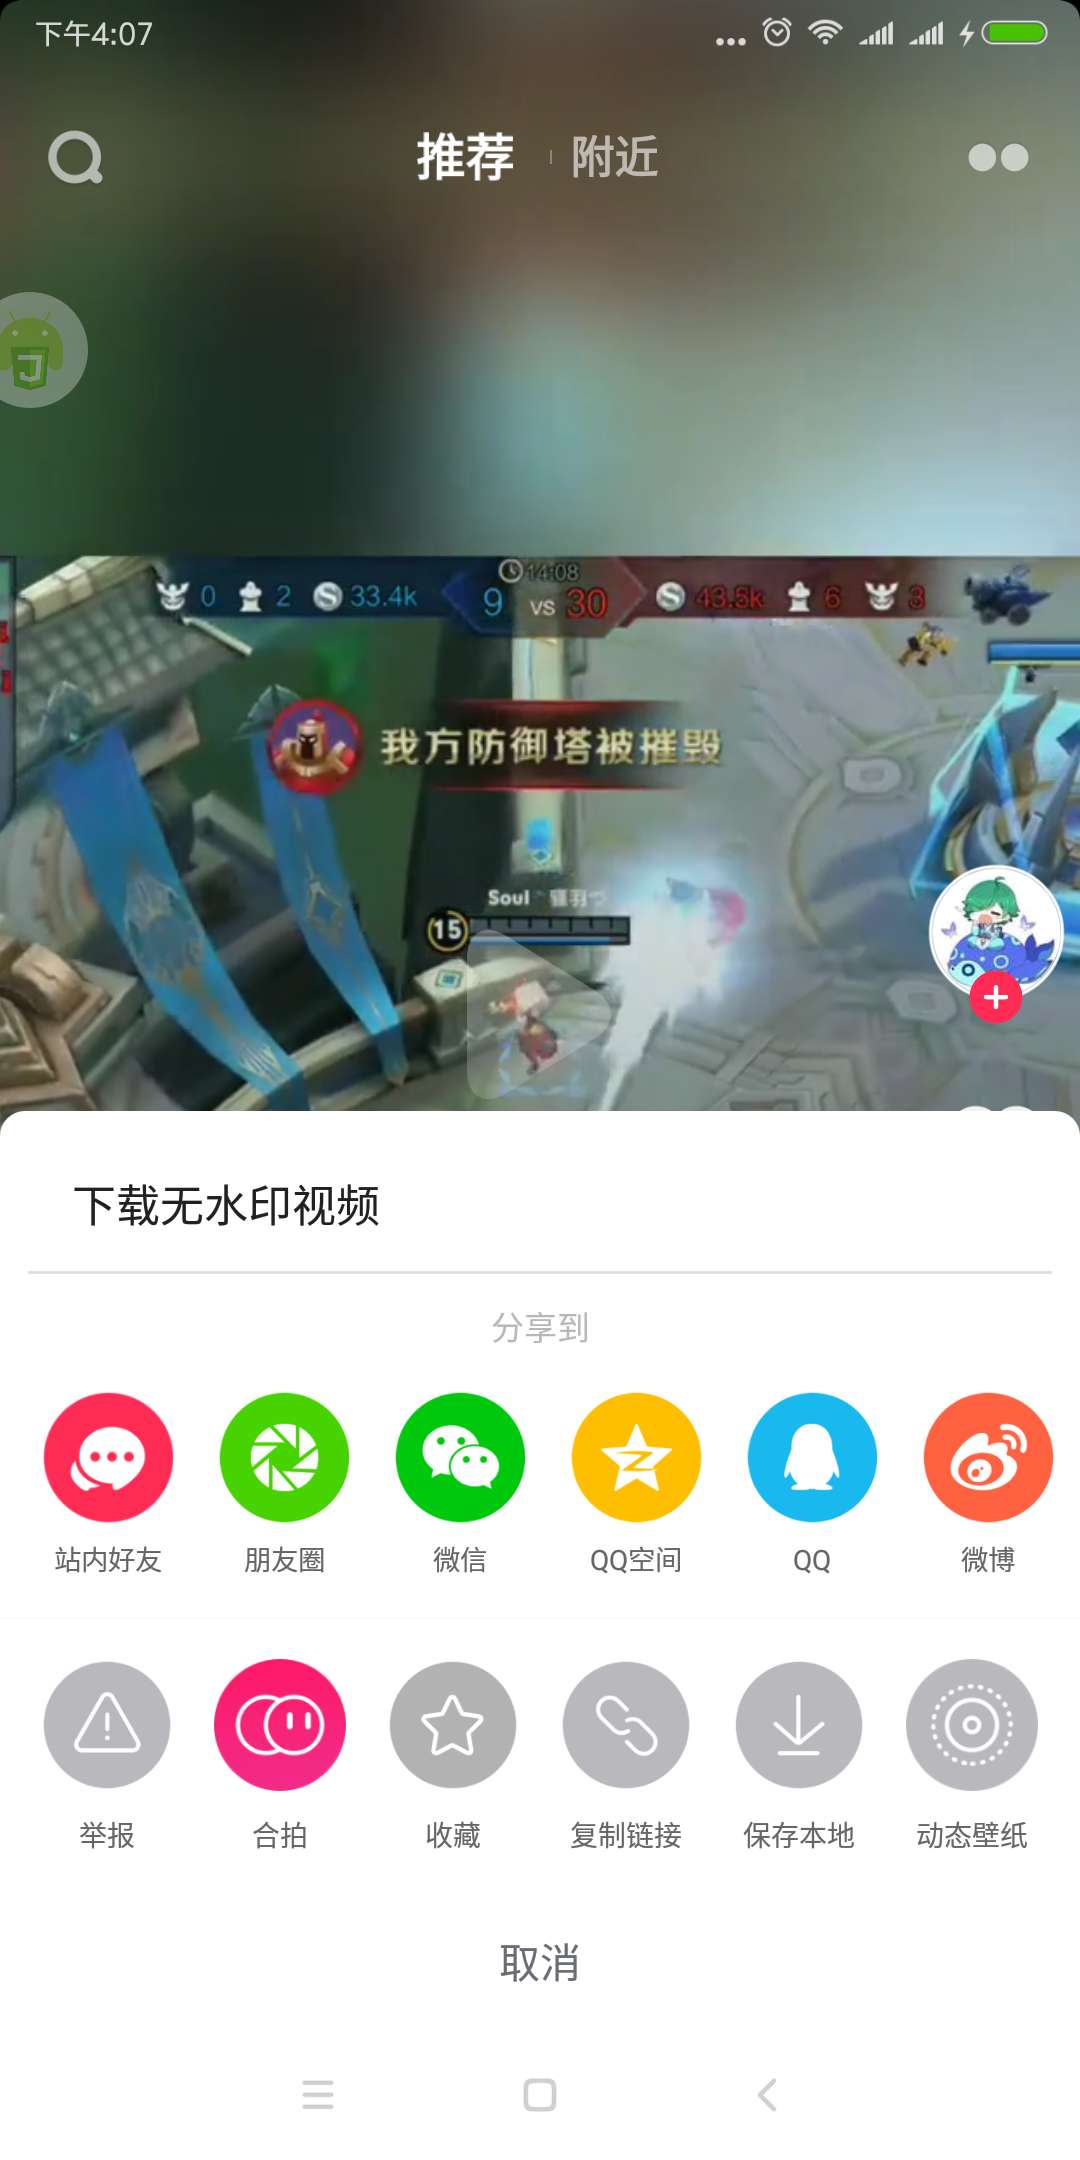 下午4:07
推荐 附近
14:08
0 2 33.4k 9 vs 30 43.5k 6 3
我方防御塔被摧毁
Soul
15
下载无水印视频
分享到
站内好友 朋友圈 微信 QQ空间 QQ 微博
举报 合拍 收藏 复制链接 保存本地 动态壁纸
取消